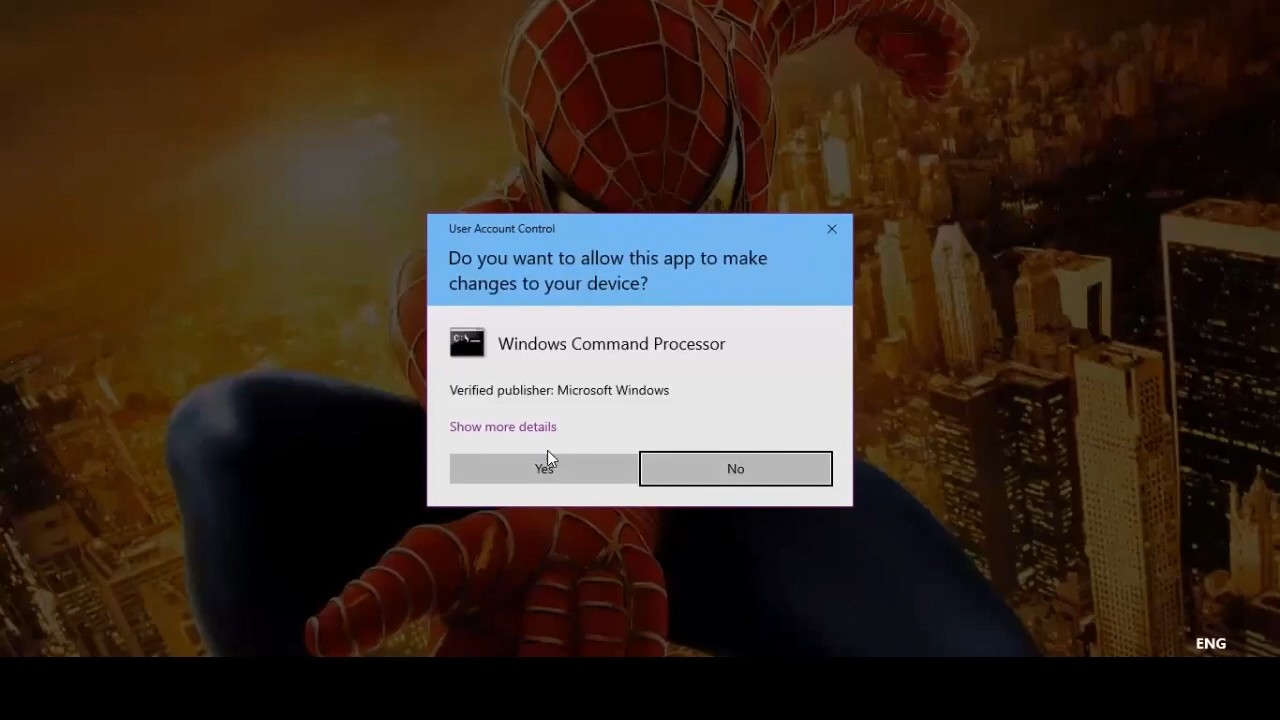 User Account Control
Do you want to allow this app to make
changes to your device?
C:\
Windows Command Processor
Verified publisher: Microsoft Windows
Show more details
Yes
No
ENG